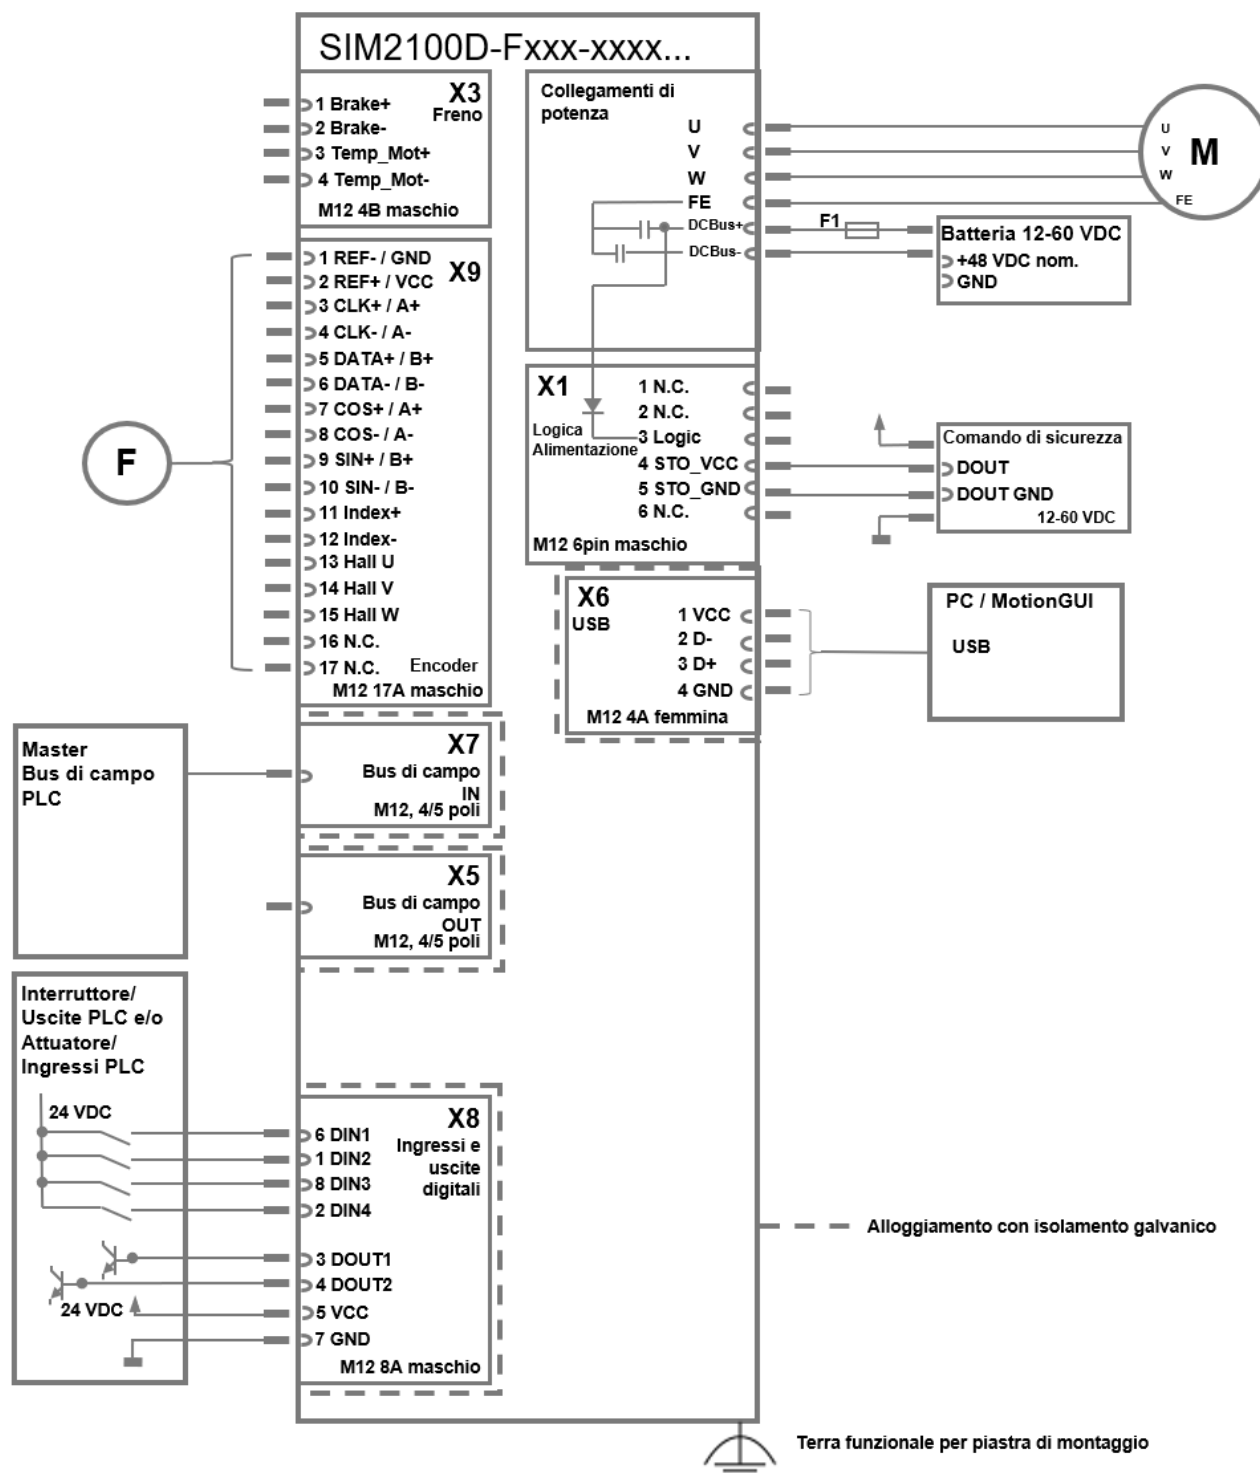 SIM2100D-Fxxx-xxxx...
X3
Freno
1 Brake+
2 Brake-
3 Temp_Mot+
4 Temp_Mot-
M12 4B maschio
X9
1 REF- / GND
2 REF+ / VCC
3 CLK+ / A+
4 CLK- / A-
5 DATA+ / B+
6 DATA- / B-
7 COS+ / A+
8 COS- / A-
9 SIN+ / B+
10 SIN- / B-
11 Index+
12 Index-
13 Hall U
14 Hall V
15 Hall W
16 N.C.
17 N.C.
Encoder
M12 17A maschio
F
Master
Bus di campo
PLC
X7
Bus di campo
IN
M12, 4/5 poli
X5
Bus di campo
OUT
M12, 4/5 poli
Interruttore/
Uscite PLC e/o
Attuatore/
Ingressi PLC
24 VDC
24 VDC
X8
Ingressi e
uscite
digitali
6 DIN1
1 DIN2
8 DIN3
2 DIN4
3 DOUT1
4 DOUT2
5 VCC
7 GND
M12 8A maschio
Collegamenti di
potenza
U
V
W
FE
DCBus+
DCBus-
U
V
W
FE
M
F1
Batteria 12-60 VDC
+48 VDC nom.
GND
X1
Logica
Alimentazione
1 N.C.
2 N.C.
3 Logic
4 STO_VCC
5 STO_GND
6 N.C.
M12 6pin maschio
Comando di sicurezza
DOUT
DOUT GND
12-60 VDC
X6
USB
1 VCC
2 D-
3 D+
4 GND
M12 4A femmina
PC / MotionGUI
USB
Alloggiamento con isolamento galvanico
Terra funzionale per piastra di montaggio